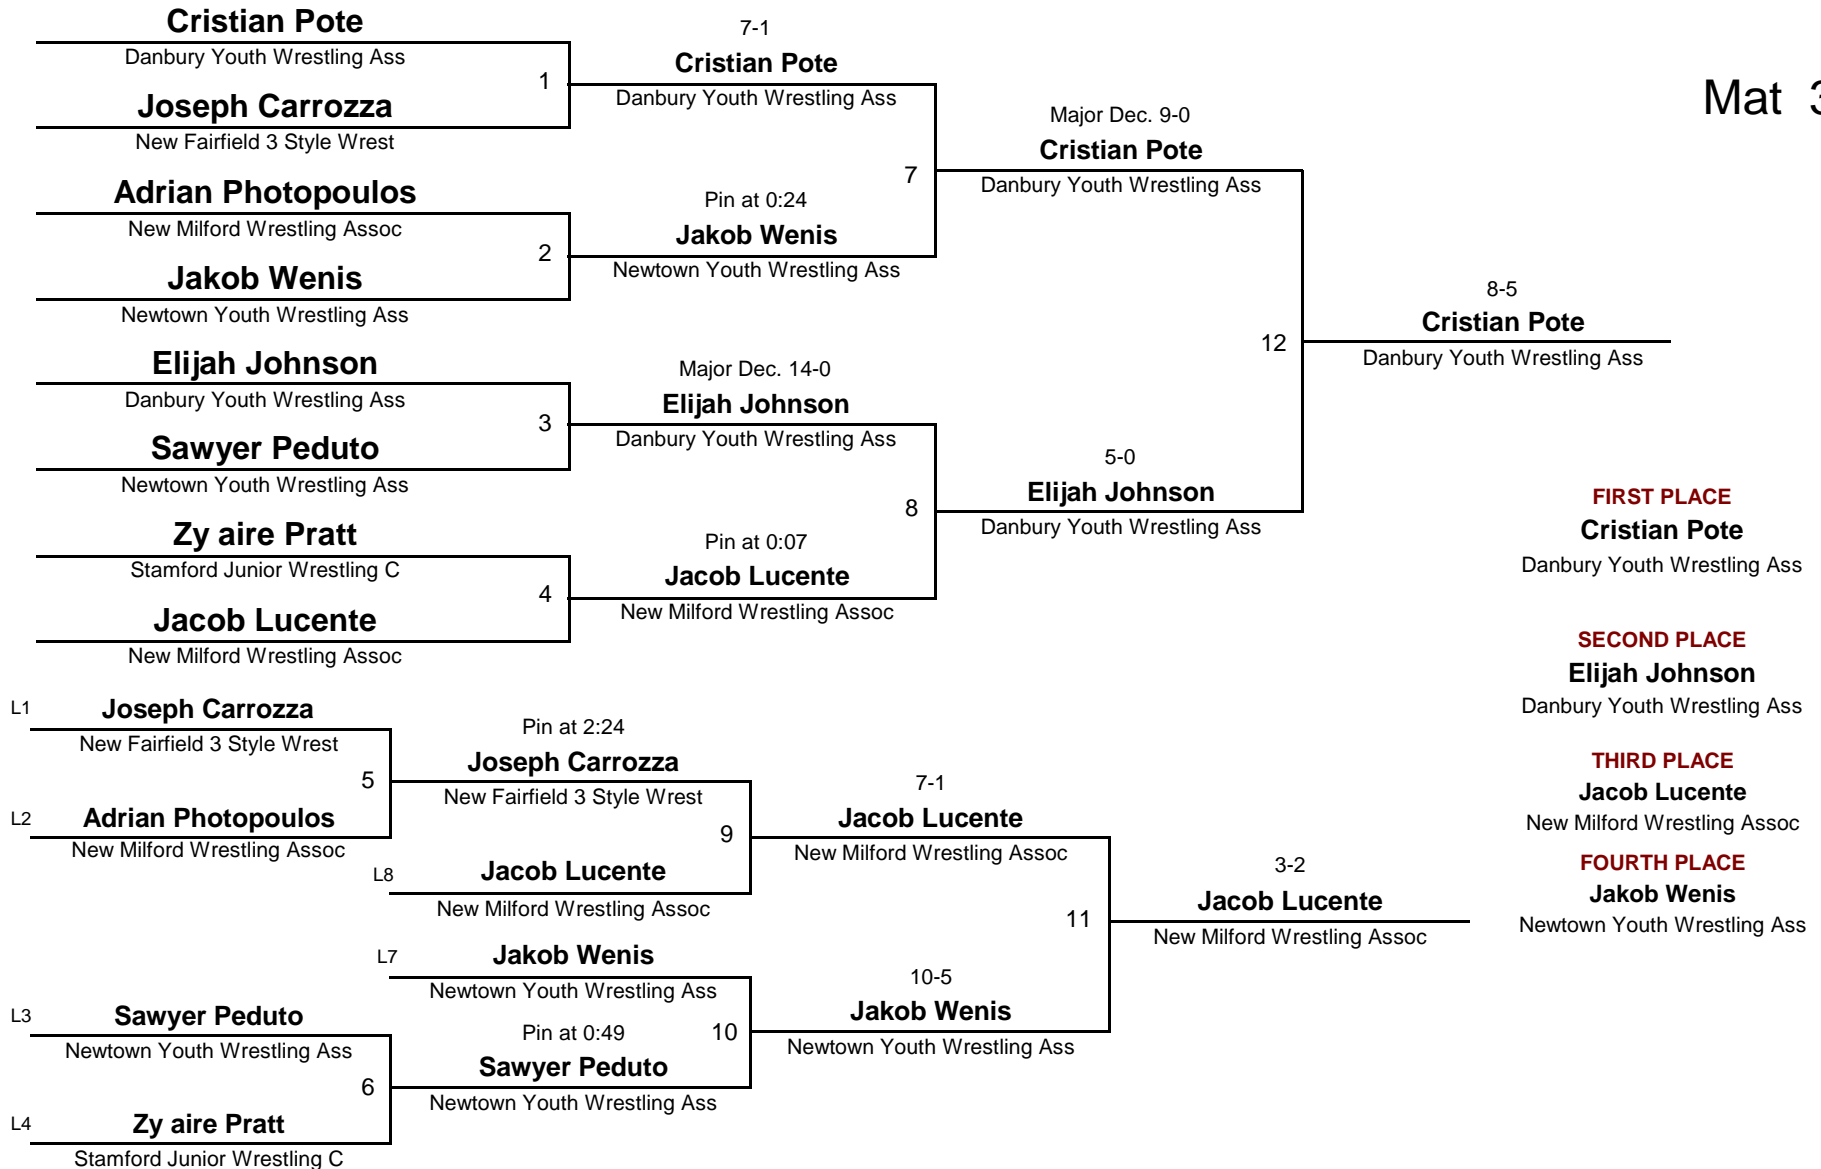 Cristian Pote
Danbury Youth Wrestling Ass
1
Joseph Carrozza
New Fairfield 3 Style Wrest
Adrian Photopoulos
New Milford Wrestling Assoc
2
Jakob Wenis
Newtown Youth Wrestling Ass
Elijah Johnson
Danbury Youth Wrestling Ass
3
Sawyer Peduto
Newtown Youth Wrestling Ass
Zy aire Pratt
Stamford Junior Wrestling C
4
Jacob Lucente
New Milford Wrestling Assoc
7-1
Cristian Pote
Danbury Youth Wrestling Ass
7
Pin at 0:24
Jakob Wenis
Newtown Youth Wrestling Ass
Major Dec. 14-0
Elijah Johnson
Danbury Youth Wrestling Ass
8
Pin at 0:07
Jacob Lucente
New Milford Wrestling Assoc
Major Dec. 9-0
Cristian Pote
Danbury Youth Wrestling Ass
12
5-0
Elijah Johnson
Danbury Youth Wrestling Ass
8-5
Cristian Pote
Danbury Youth Wrestling Ass
Mat 3
L1
Joseph Carrozza
New Fairfield 3 Style Wrest
5
L2
Adrian Photopoulos
New Milford Wrestling Assoc
L3
Sawyer Peduto
Newtown Youth Wrestling Ass
6
L4
Zy aire Pratt
Stamford Junior Wrestling C
Pin at 2:24
Joseph Carrozza
New Fairfield 3 Style Wrest
9
L8
Jacob Lucente
New Milford Wrestling Assoc
L7
Jakob Wenis
Newtown Youth Wrestling Ass
Pin at 0:49
10
Sawyer Peduto
Newtown Youth Wrestling Ass
7-1
Jacob Lucente
New Milford Wrestling Assoc
11
10-5
Jakob Wenis
Newtown Youth Wrestling Ass
3-2
Jacob Lucente
New Milford Wrestling Assoc
FIRST PLACE
Cristian Pote
Danbury Youth Wrestling Ass
SECOND PLACE
Elijah Johnson
Danbury Youth Wrestling Ass
THIRD PLACE
Jacob Lucente
New Milford Wrestling Assoc
FOURTH PLACE
Jakob Wenis
Newtown Youth Wrestling Ass